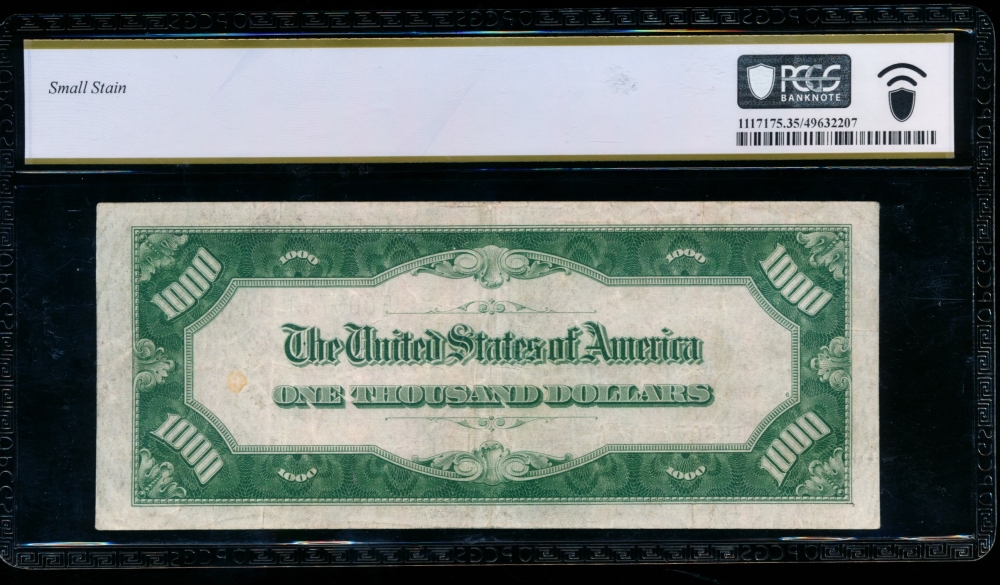 Small Stain
PCGS
BANKNOTE
1117175.35/49632207
1000 1000
1000 1000
The United States of America
ONE THOUSAND DOLLARS
1000 1000
1000 1000